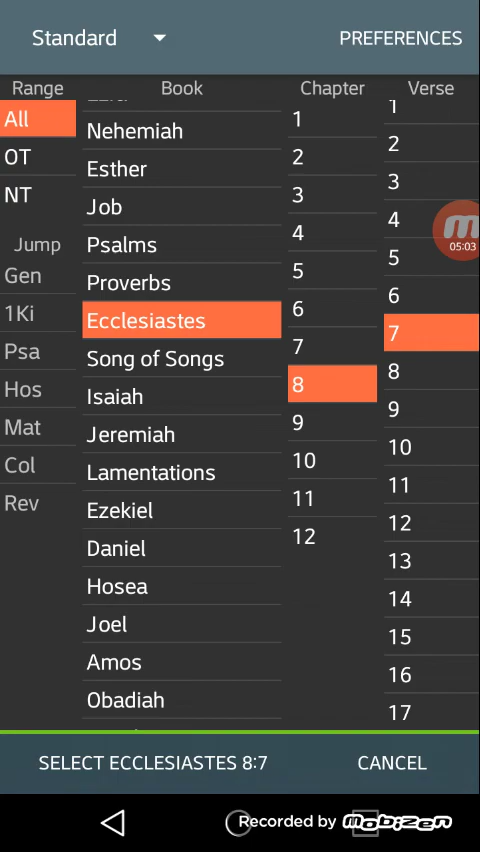 Standard
PREFERENCES
Range
Book
Chapter
Verse
All
OT
NT
Jump
Gen
1Ki
Psa
Hos
Mat
Col
Rev
Nehemiah
Esther
Job
Psalms
Proverbs
Ecclesiastes
Song of Songs
Isaiah
Jeremiah
Lamentations
Ezekiel
Daniel
Hosea
Joel
Amos
Obadiah
1
2
3
4
5
6
7
8
9
10
11
12
1
2
3
4
5
6
7
8
9
10
11
12
13
14
15
16
17
05:03
SELECT ECCLESIASTES 8:7
CANCEL
Recorded by Mobizen